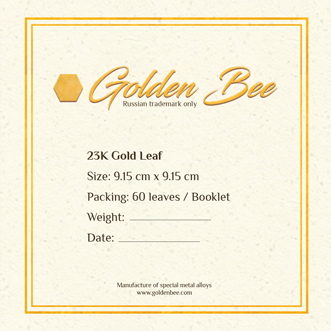 Golden Bee
Russian trademark only
23K Gold Leaf
Size: 9.15 cm x 9.15 cm
Packing: 60 leaves / Booklet
Weight:
Date:
Manufacture of special metal alloys
www.goldenbee.com